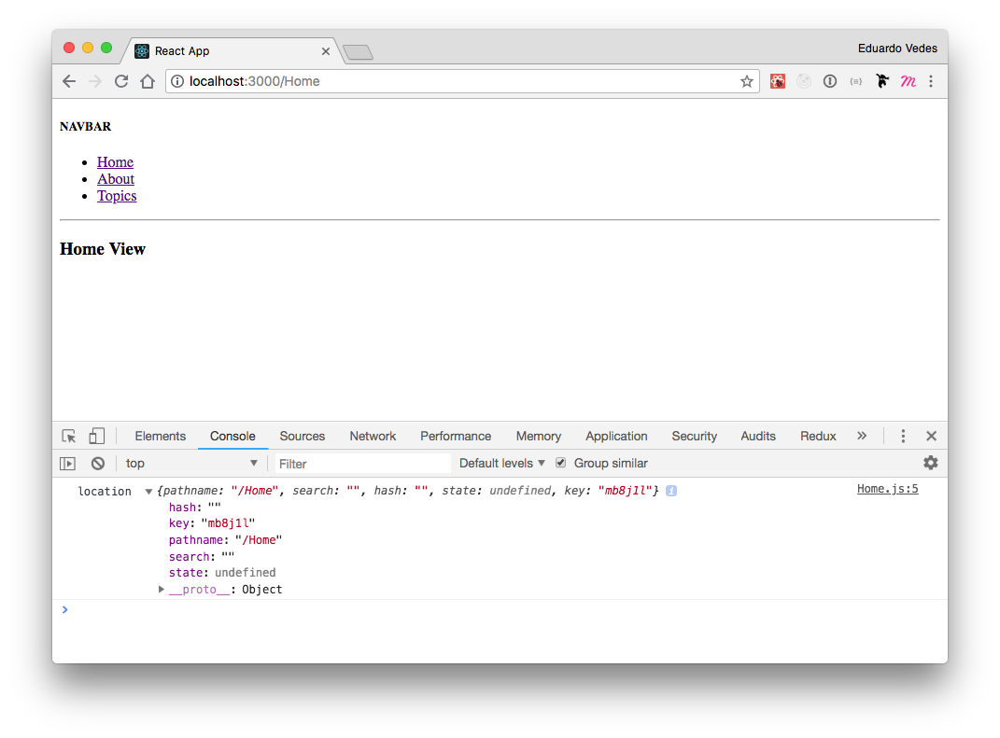 React App
Eduardo Vedes
localhost:3000/Home
NAVBAR
Home
About
Topics
Home View
Elements Console Sources Network Performance Memory Application Security Audits Redux »
top Filter Default levels Group similar
location {pathname: "/Home", search: "", hash: "", state: undefined, key: "mb8j1l"} i Home.js:5
hash: ""
key: "mb8j1l"
pathname: "/Home"
search: ""
state: undefined
__proto__: Object
>